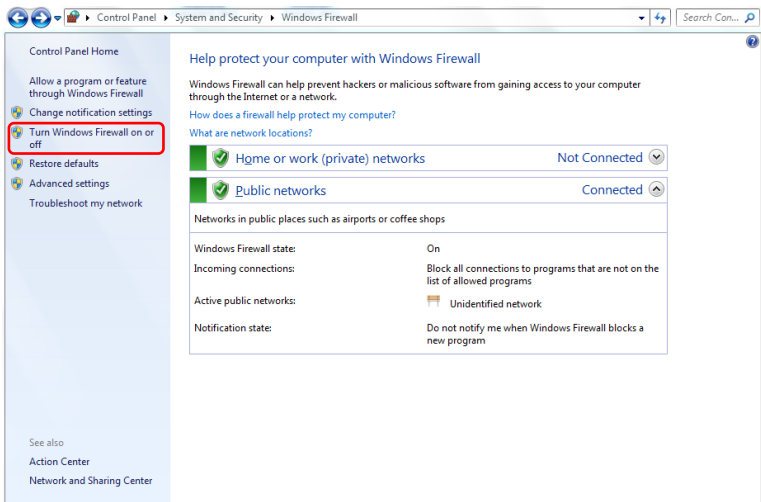 Control Panel ▸ System and Security ▸ Windows Firewall
Search Con...
Control Panel Home
Allow a program or feature
through Windows Firewall
Change notification settings
Turn Windows Firewall on or
off
Restore defaults
Advanced settings
Troubleshoot my network
Help protect your computer with Windows Firewall
Windows Firewall can help prevent hackers or malicious software from gaining access to your computer
through the Internet or a network.
How does a firewall help protect my computer?
What are network locations?
Home or work (private) networks Not Connected
Public networks Connected
Networks in public places such as airports or coffee shops
Windows Firewall state: On
Incoming connections: Block all connections to programs that are not on the
list of allowed programs
Active public networks: Unidentified network
Notification state: Do not notify me when Windows Firewall blocks a
new program
See also
Action Center
Network and Sharing Center